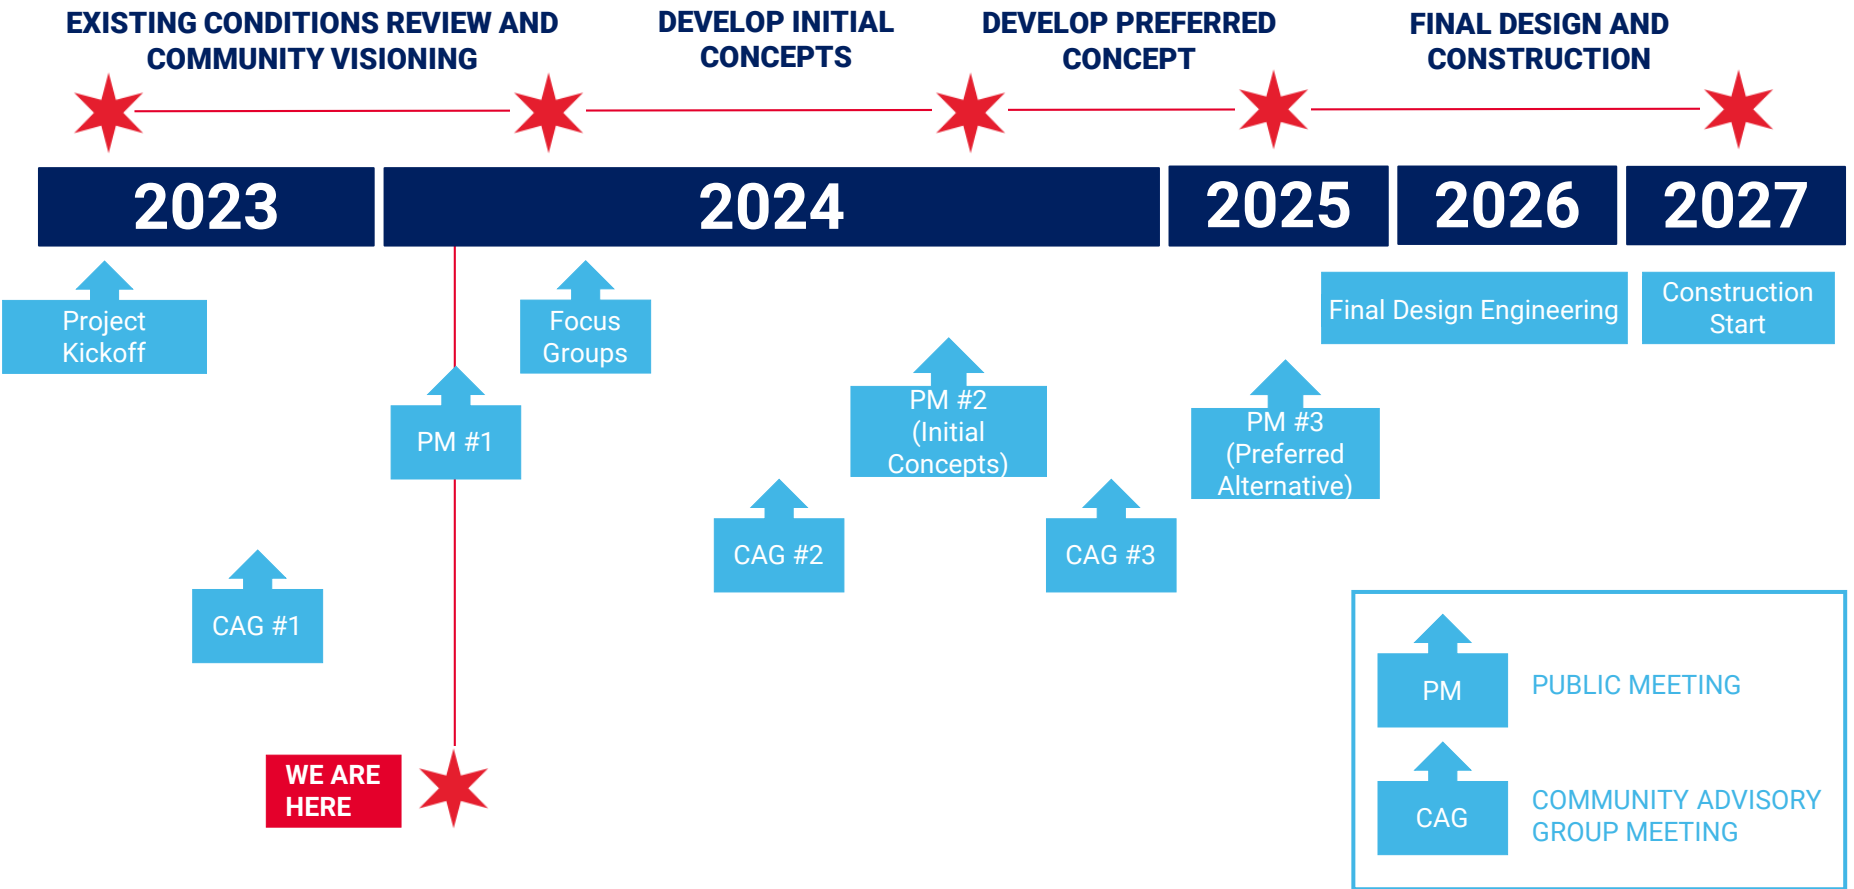 EXISTING CONDITIONS REVIEW AND
COMMUNITY VISIONING
DEVELOP INITIAL
CONCEPTS
DEVELOP PREFERRED
CONCEPT
FINAL DESIGN AND
CONSTRUCTION
2023
2024
2025
2026
2027
Project
Kickoff
Focus
Groups
Final Design Engineering
Construction
Start
PM #1
PM #2
(Initial
Concepts)
PM #3
(Preferred
Alternative)
CAG #2
CAG #3
CAG #1
WE ARE
HERE
PM
PUBLIC MEETING
CAG
COMMUNITY ADVISORY
GROUP MEETING